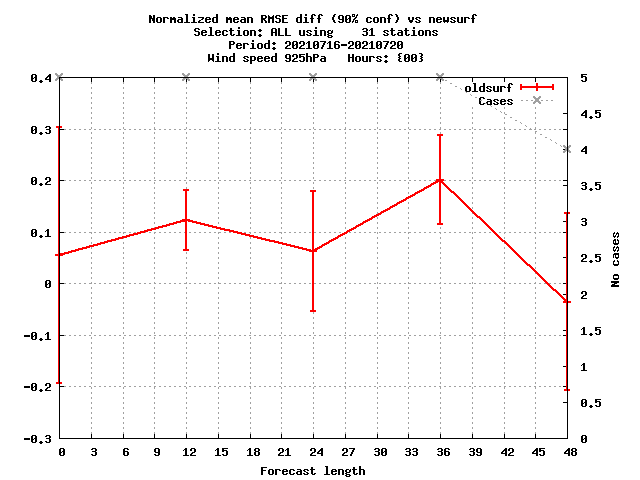 Normalized mean RMSE diff (90% conf) vs newsurf
Selection: ALL using    31 stations
Period: 20210716-20210720
Wind speed 925hPa   Hours: {00}
oldsurf
Cases
0.4
0.3
0.2
0.1
0
-0.1
-0.2
-0.3
5
4.5
4
3.5
3
2.5
2
1.5
1
0.5
0
No cases
0 3 6 9 12 15 18 21 24 27 30 33 36 39 42 45 48
Forecast length